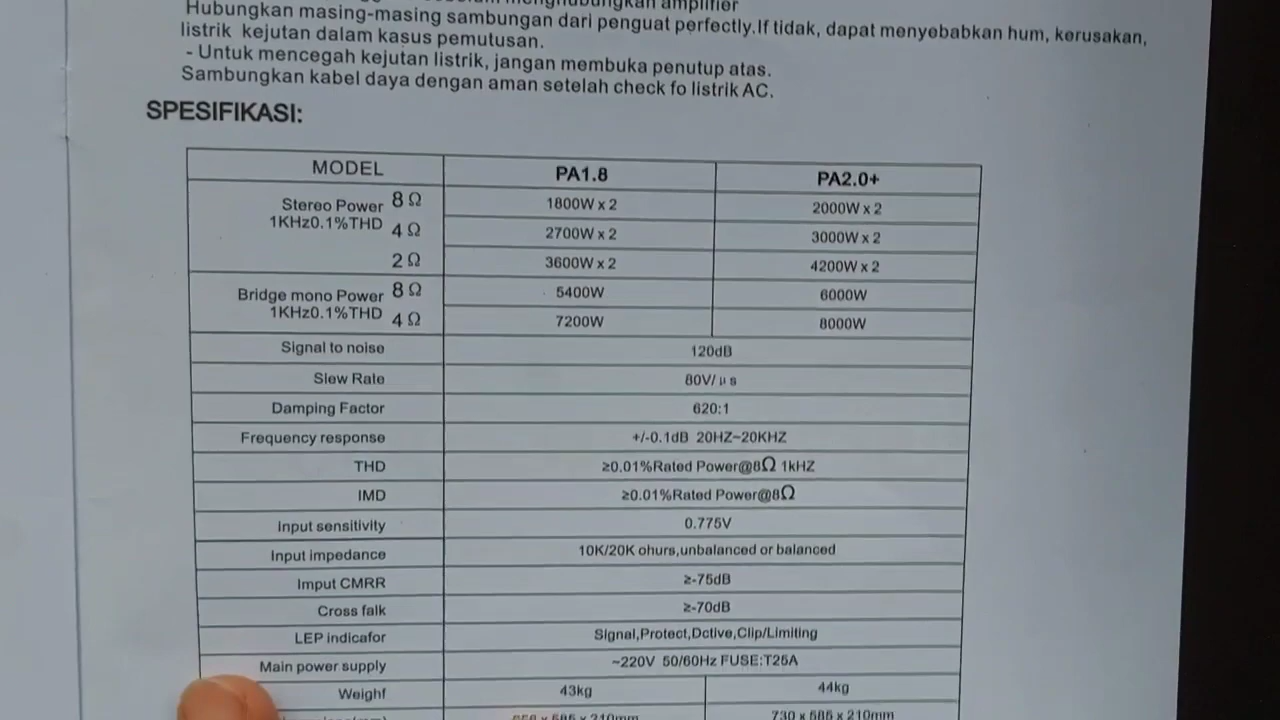 amplifier
Hubungkan masing-masing sambungan dari penguat perfectly.If tidak, dapat menyebabkan hum, kerusakan,
listrik kejutan dalam kasus pemutusan.
- Untuk mencegah kejutan listrik, jangan membuka penutup atas.
Sambungkan kabel daya dengan aman setelah check fo listrik AC.
SPESIFIKASI:
MODEL PA1.8 PA2.0+
Stereo Power 8 Ω 1800W x 2 2000W x 2
1KHz0.1%THD 4 Ω 2700W x 2 3000W x 2
2 Ω 3600W x 2 4200W x 2
Bridge mono Power 8 Ω 5400W 6000W
1KHz0.1%THD 4 Ω 7200W 8000W
Signal to noise 120dB
Slew Rate 80V/μs
Damping Factor 620:1
Frequency response +/-0.1dB 20HZ~20KHZ
THD ≥0.01%Rated Power@8Ω 1kHZ
IMD ≥0.01%Rated Power@8Ω
Input sensitivity 0.775V
Input impedance 10K/20K ohurs,unbalanced or balanced
Imput CMRR ≥-75dB
Cross falk ≥-70dB
LEP indicafor Signal,Protect,Dctive,Clip/Limiting
Main power supply ~220V 50/60Hz FUSE:T25A
Weighf 43kg 44kg
x 210mm 730 x 585 x 210mm